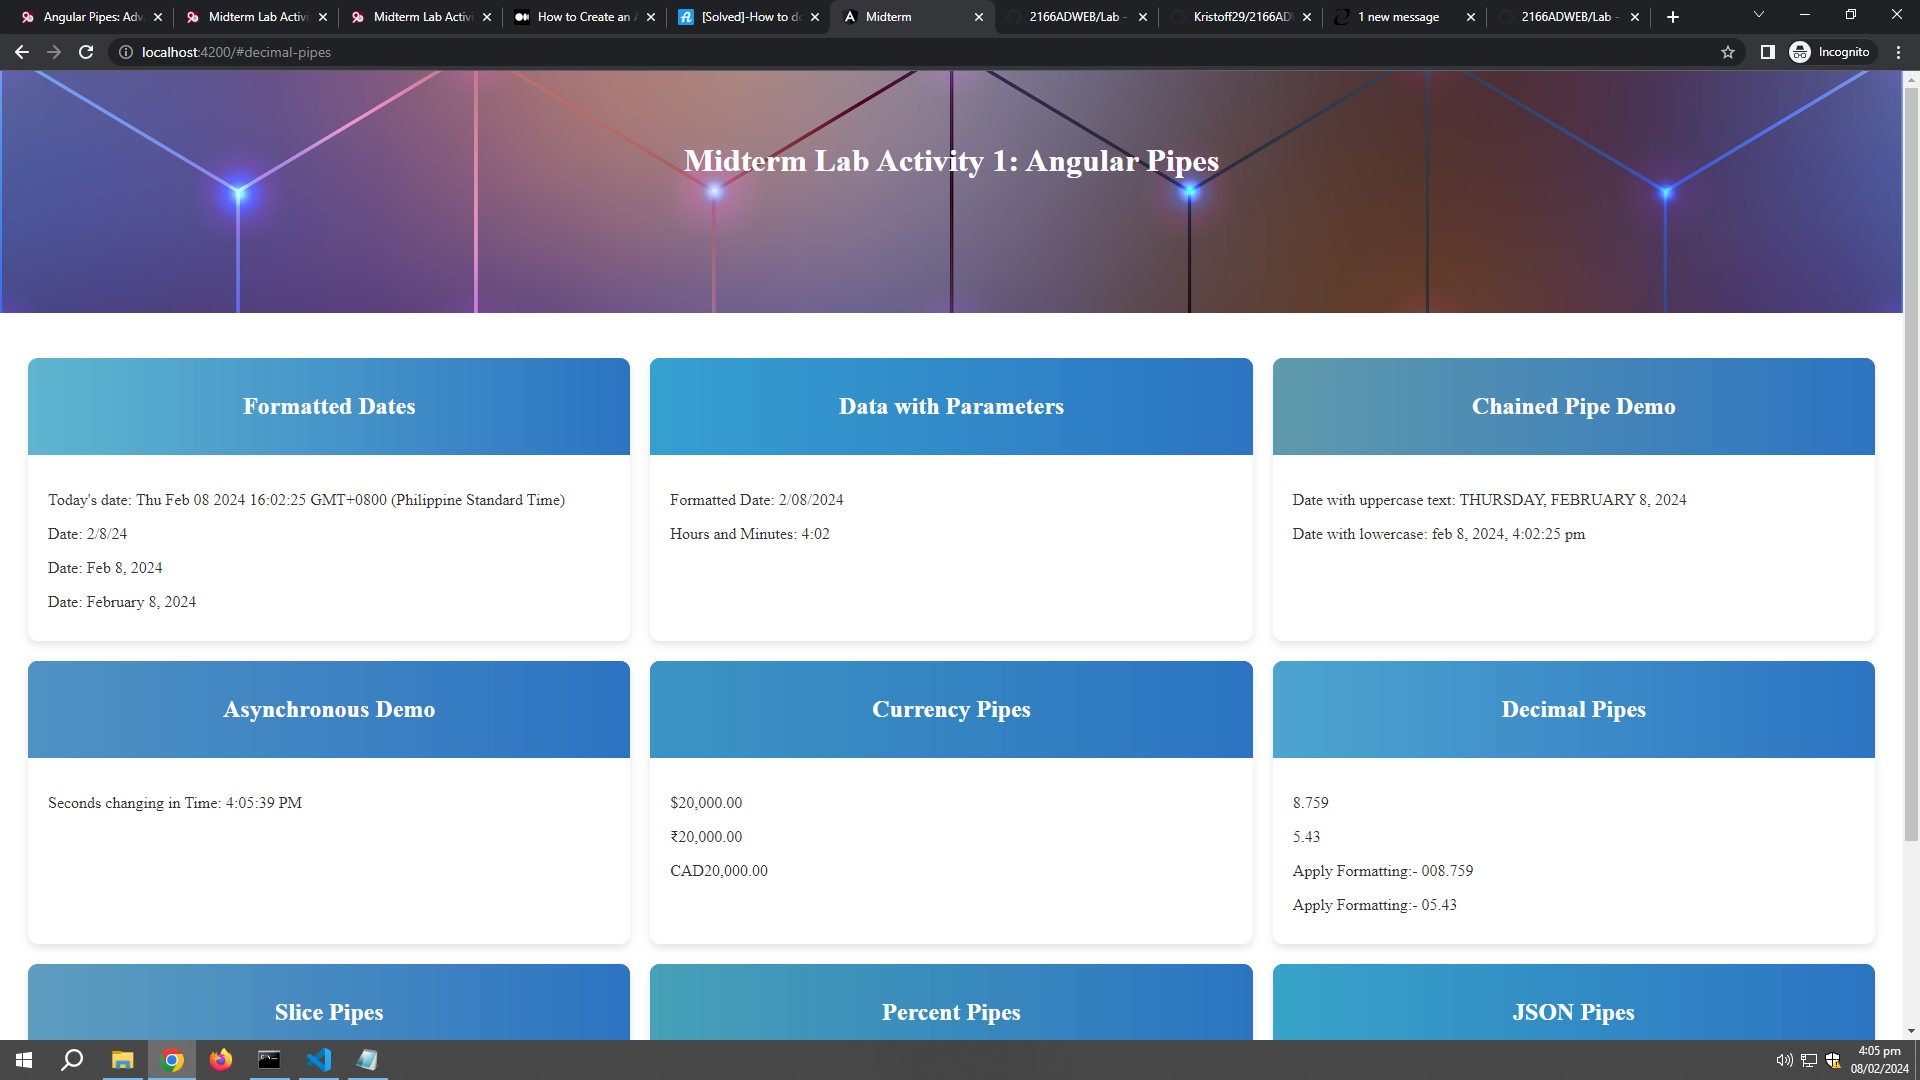 Angular Pipes: Adv
Midterm Lab Activi
Midterm Lab Activi
How to Create an A
[Solved]-How to do
Midterm
2166ADWEB/Lab -
Kristoff29/2166AD
1 new message
2166ADWEB/Lab -
localhost:4200/#decimal-pipes
Incognito
Midterm Lab Activity 1: Angular Pipes
Formatted Dates
Today's date: Thu Feb 08 2024 16:02:25 GMT+0800 (Philippine Standard Time)
Date: 2/8/24
Date: Feb 8, 2024
Date: February 8, 2024
Data with Parameters
Formatted Date: 2/08/2024
Hours and Minutes: 4:02
Chained Pipe Demo
Date with uppercase text: THURSDAY, FEBRUARY 8, 2024
Date with lowercase: feb 8, 2024, 4:02:25 pm
Asynchronous Demo
Seconds changing in Time: 4:05:39 PM
Currency Pipes
$20,000.00
₹20,000.00
CAD20,000.00
Decimal Pipes
8.759
5.43
Apply Formatting:- 008.759
Apply Formatting:- 05.43
Slice Pipes
Percent Pipes
JSON Pipes
4:05 pm
08/02/2024